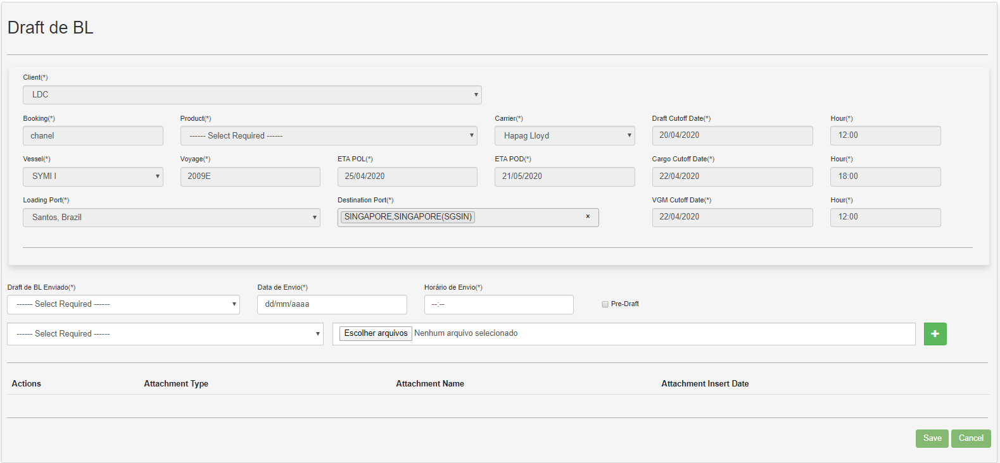 Draft de BL
Client(*)
LDC
Booking(*) Product(*) Carrier(*) Draft Cutoff Date(*) Hour(*)
chanel ------ Select Required ------ Hapag Lloyd 20/04/2020 12:00
Vessel(*) Voyage(*) ETA POL(*) ETA POD(*) Cargo Cutoff Date(*) Hour(*)
SYMI I 2009E 25/04/2020 21/05/2020 22/04/2020 18:00
Loading Port(*) Destination Port(*) VGM Cutoff Date(*) Hour(*)
Santos, Brazil SINGAPORE,SINGAPORE(SGSIN) × 22/04/2020 12:00
Draft de BL Enviado(*) Data de Envio(*) Horário de Envio(*)
------ Select Required ------ dd/mm/aaaa --:-- Pre-Draft
------ Select Required ------ Escolher arquivos Nenhum arquivo selecionado +
Actions Attachment Type Attachment Name Attachment Insert Date
Save Cancel